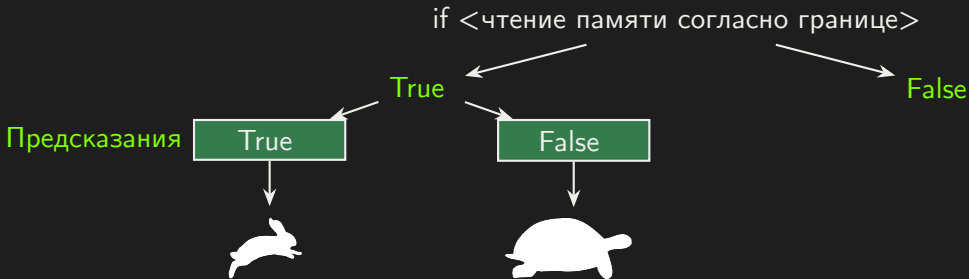 if <чтение памяти согласно границе>
True
False
Предсказания
True
False